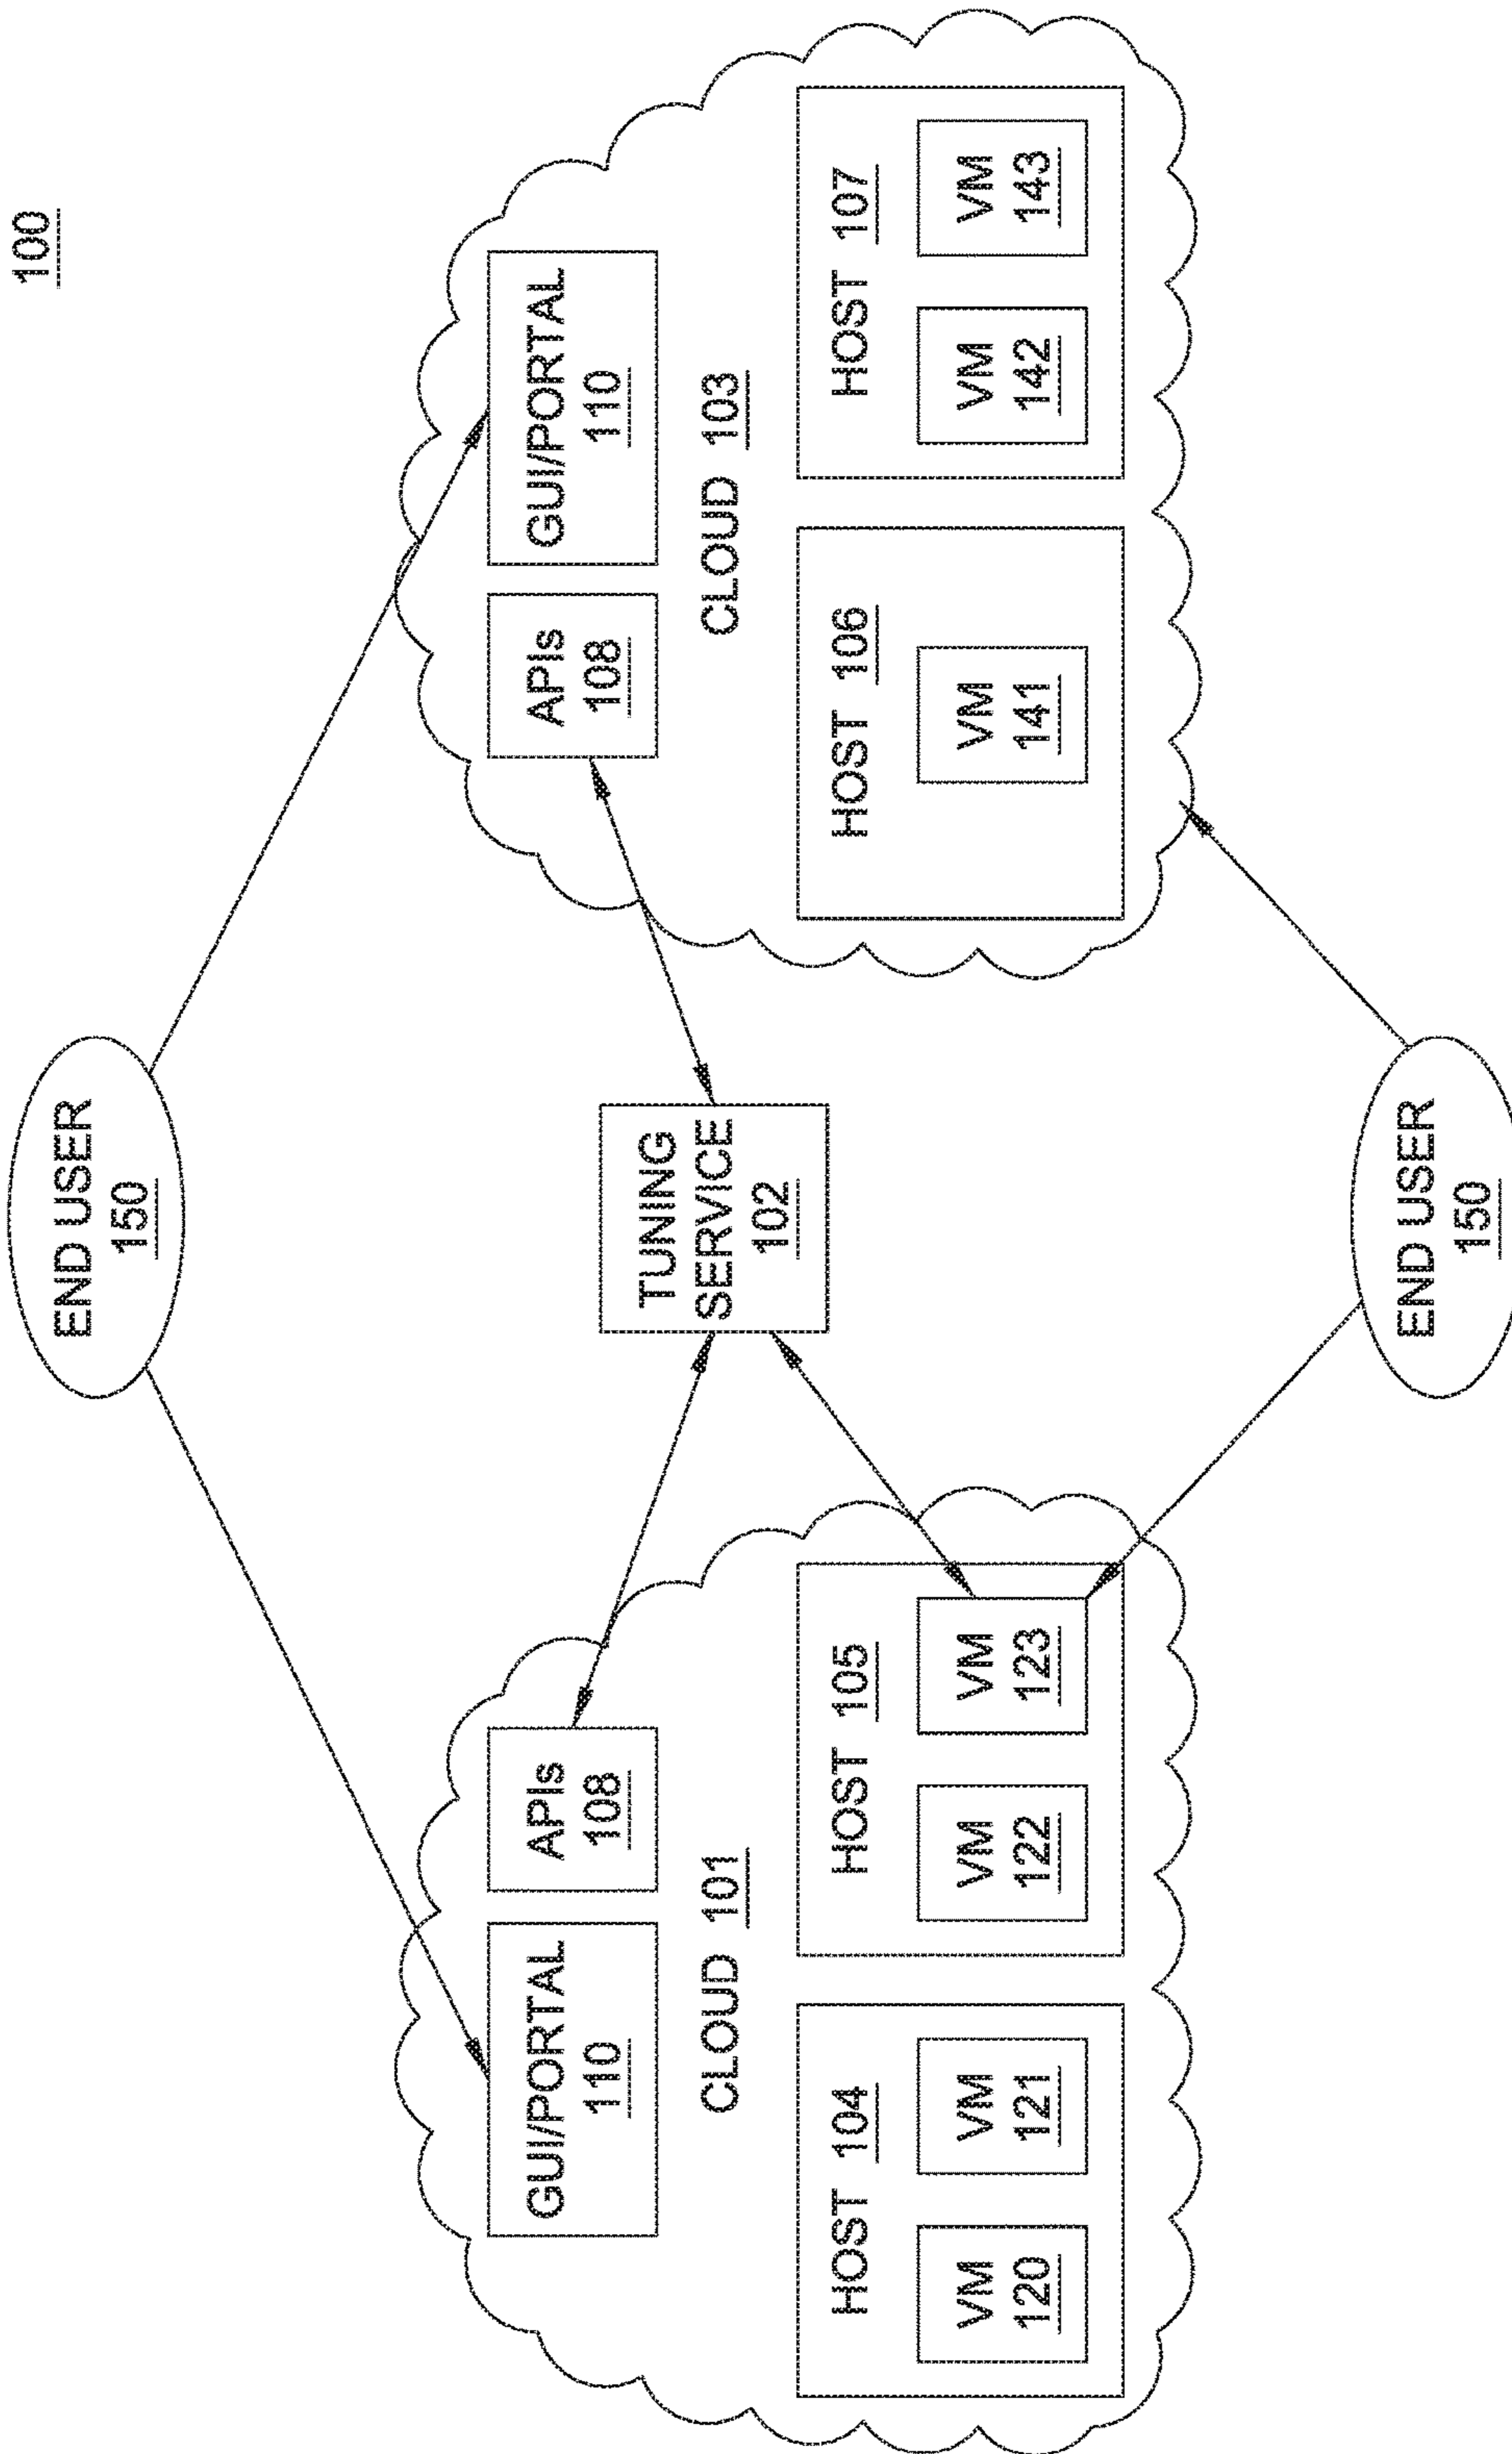 100
END USER
150
GUI/PORTAL
110
APIs
108
CLOUD 101
HOST 104
VM
120
VM
121
HOST 105
VM
122
VM
123
TUNING
SERVICE
102
APIs
108
GUI/PORTAL
110
CLOUD 103
HOST 106
VM
141
HOST 107
VM
142
VM
143
END USER
150